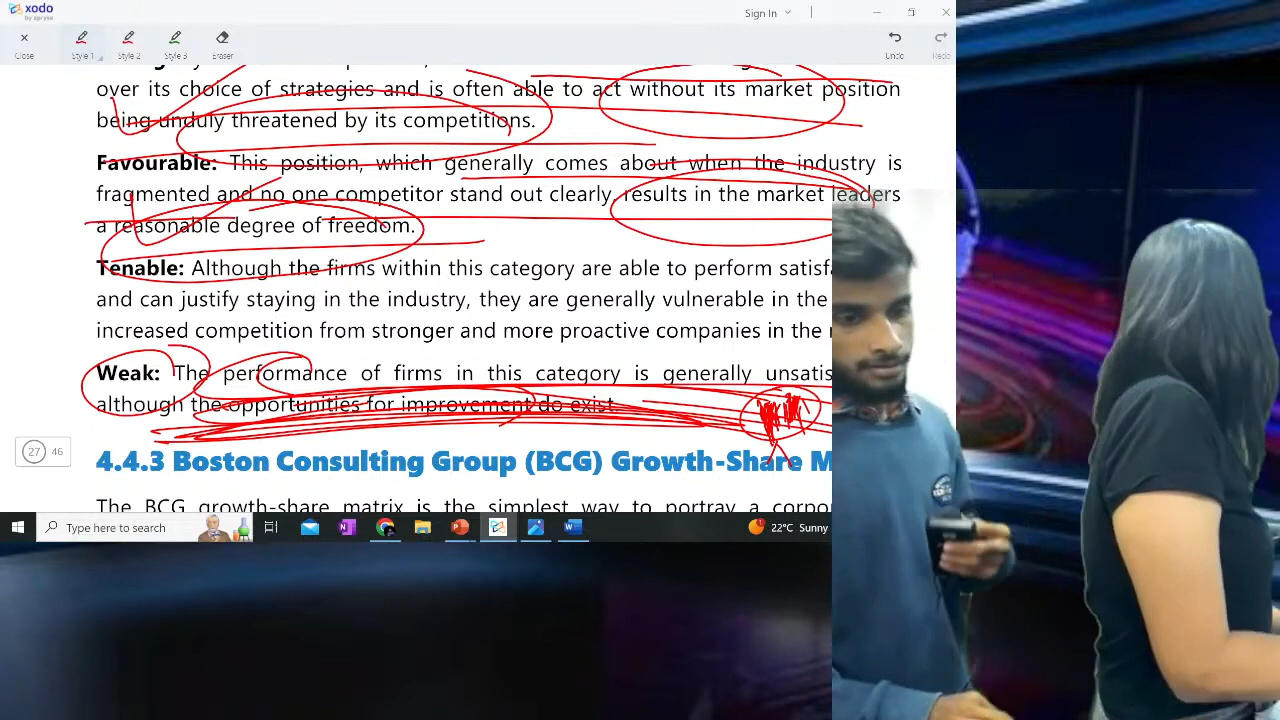 xodo
by apryse
Sign In
Close
Style 1
Style 2
Style 3
Eraser
Undo
Redo
over its choice of strategies and is often able to act without its market position
being unduly threatened by its competitions.
Favourable: This position, which generally comes about when the industry is
fragmented and no one competitor stand out clearly, results in the market leaders
a reasonable degree of freedom.
Tenable: Although the firms within this category are able to perform satisfa
and can justify staying in the industry, they are generally vulnerable in the
increased competition from stronger and more proactive companies in the
Weak: The performance of firms in this category is generally unsatis
although the opportunities for improvement do exist.
27 46
4.4.3 Boston Consulting Group (BCG) Growth-Share M
The BCG growth-share matrix is the simplest way to portray a corpor
Type here to search
22°C Sunny